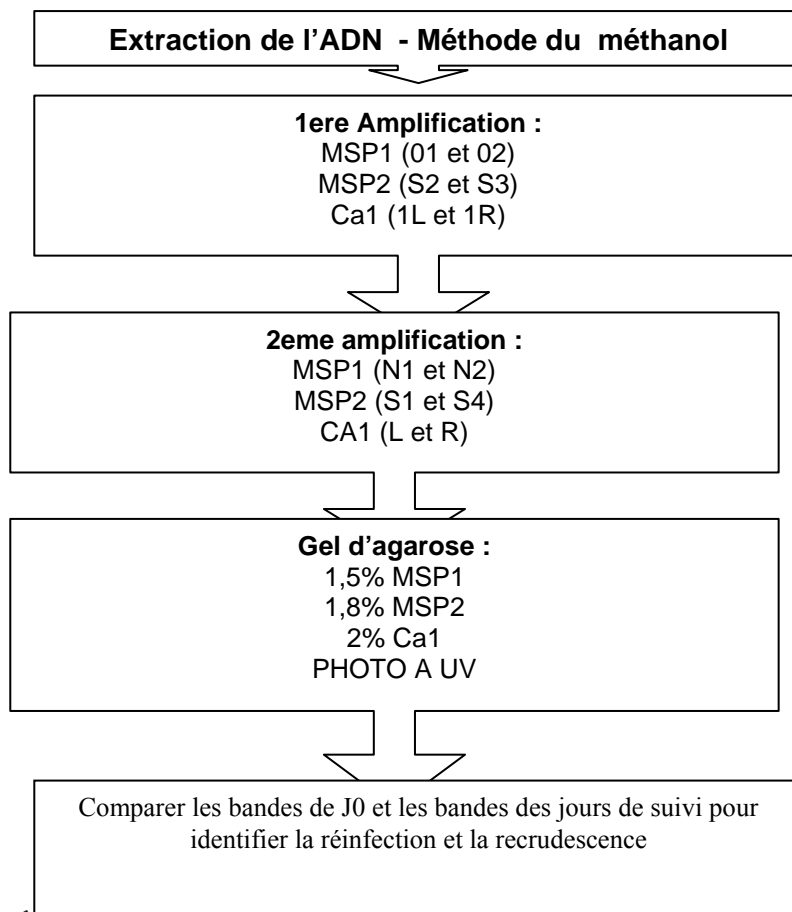 Extraction de l’ADN - Méthode du méthanol
1ere Amplification :
MSP1 (01 et 02)
MSP2 (S2 et S3)
Ca1 (1L et 1R)
2eme amplification :
MSP1 (N1 et N2)
MSP2 (S1 et S4)
CA1 (L et R)
Gel d’agarose :
1,5% MSP1
1,8% MSP2
2% Ca1
PHOTO A UV
Comparer les bandes de J0 et les bandes des jours de suivi pour
identifier la réinfection et la recrudescence